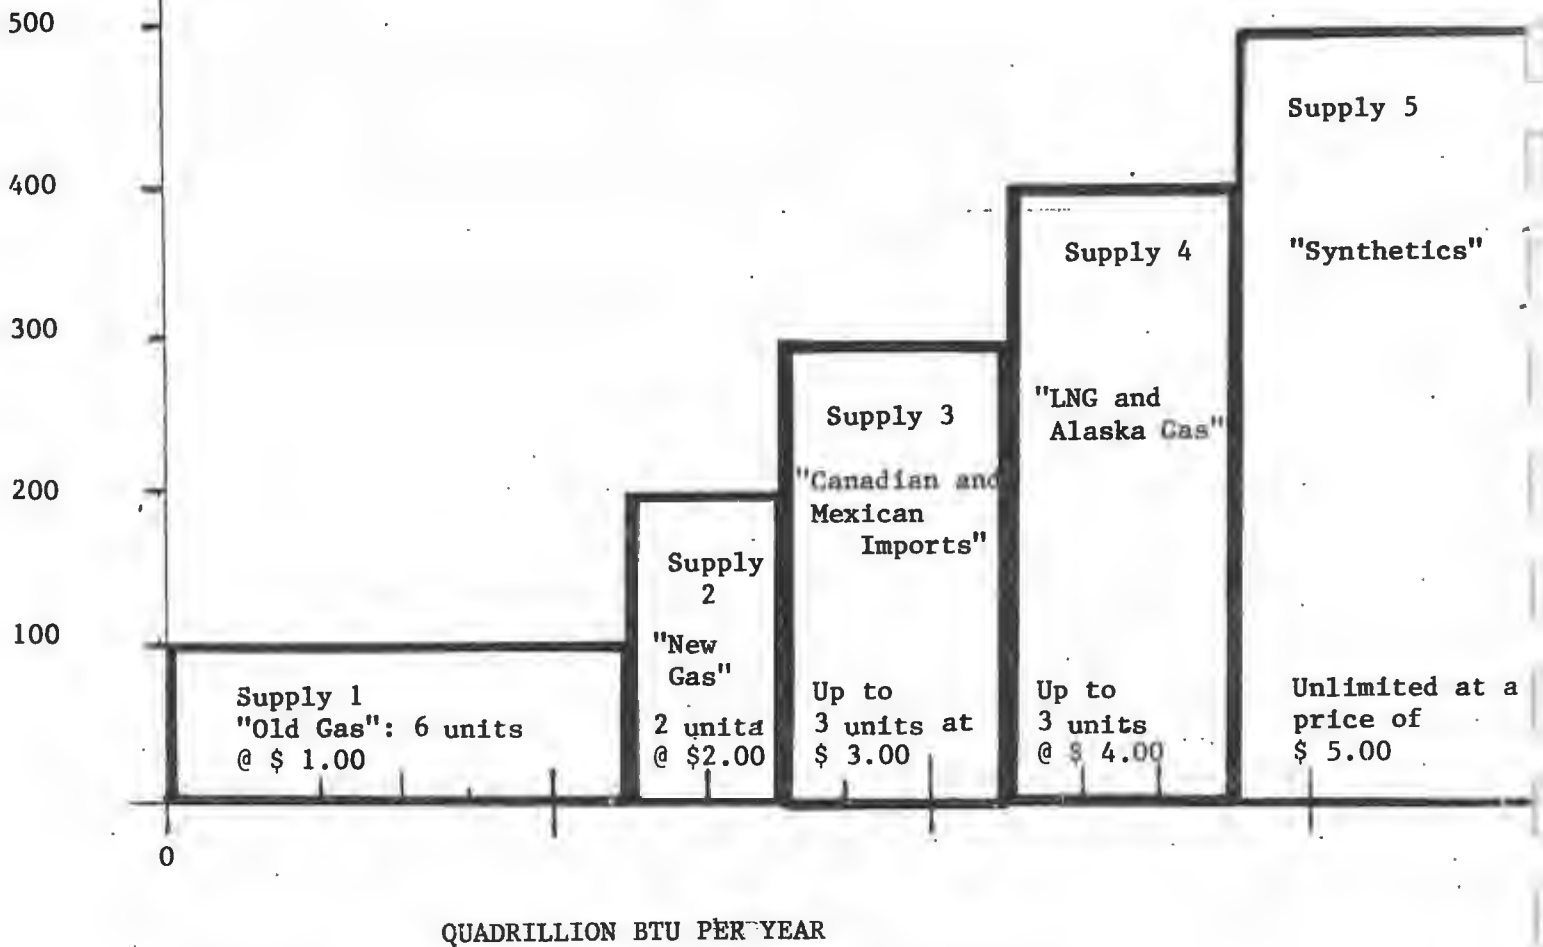 500
400
300
200
100
Supply 1
"Old Gas": 6 units
@ $ 1.00
Supply
2
"New
Gas"
2 units
@ $2.00
Supply 3
"Canadian and
Mexican
Imports"
Up to
3 units at
$ 3.00
Supply 4
"LNG and
Alaska Gas"
Up to
3 units
@ $ 4.00
Supply 5
"Synthetics"
Unlimited at a
price of
$ 5.00
0
QUADRILLION BTU PER YEAR